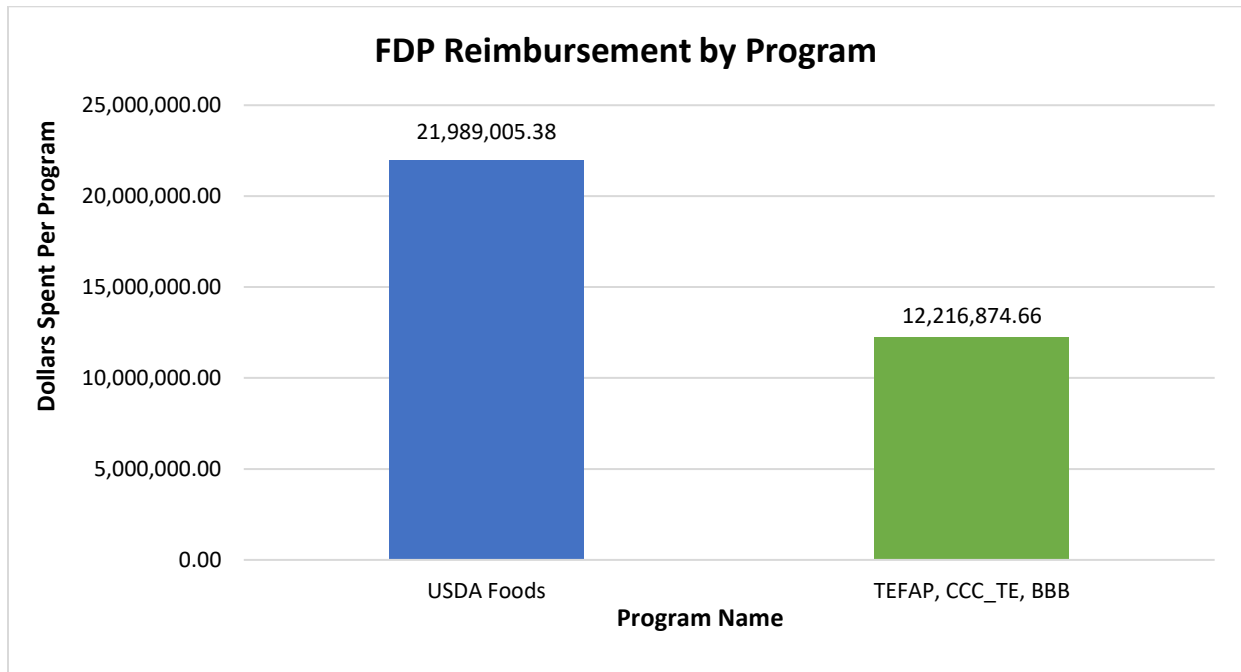 FDP Reimbursement by Program
25,000,000.00
21,989,005.38
20,000,000.00
15,000,000.00
12,216,874.66
10,000,000.00
5,000,000.00
0.00
Dollars Spent Per Program
USDA Foods
TEFAP, CCC_TE, BBB
Program Name